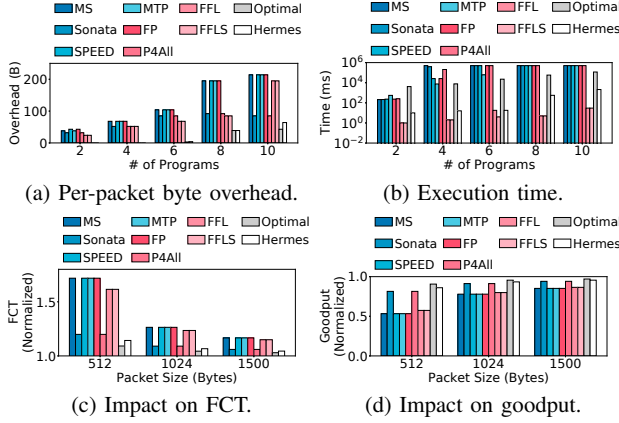 MS MTP FFL Optimal
Sonata FP FFLS Hermes
SPEED P4All
Overhead (B)
200
100
0
2 4 6 8 10
# of Programs
(a) Per-packet byte overhead.
MS MTP FFL Optimal
Sonata FP FFLS Hermes
SPEED P4All
Time (ms)
10^6
10^4
10^2
10^0
10^−2
2 4 6 8 10
# of Programs
(b) Execution time.
MS MTP FFL Optimal
Sonata FP FFLS Hermes
SPEED P4All
FCT
(Normalized)
1.5
1.0
512 1024 1500
Packet Size (Bytes)
(c) Impact on FCT.
MS MTP FFL Optimal
Sonata FP FFLS Hermes
SPEED P4All
Goodput
(Normalized)
1.0
0.5
0.0
512 1024 1500
Packet Size (Bytes)
(d) Impact on goodput.